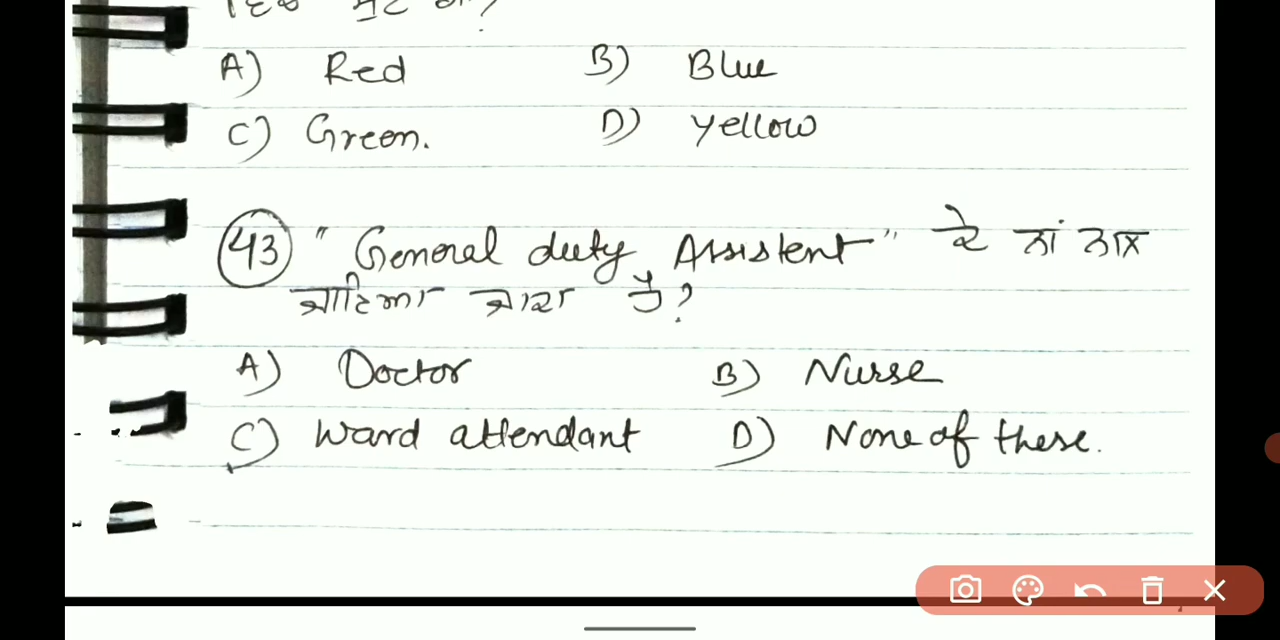 A) Red B) Blue
C) Green. D) Yellow
43 "General duty Assistent" ਦੇ ਨਾਂ ਨਾਲ
ਜਾਣਿਆ ਜਾਂਦਾ ਹੈ?
A) Doctor B) Nurse
C) Ward attendant D) None of these.